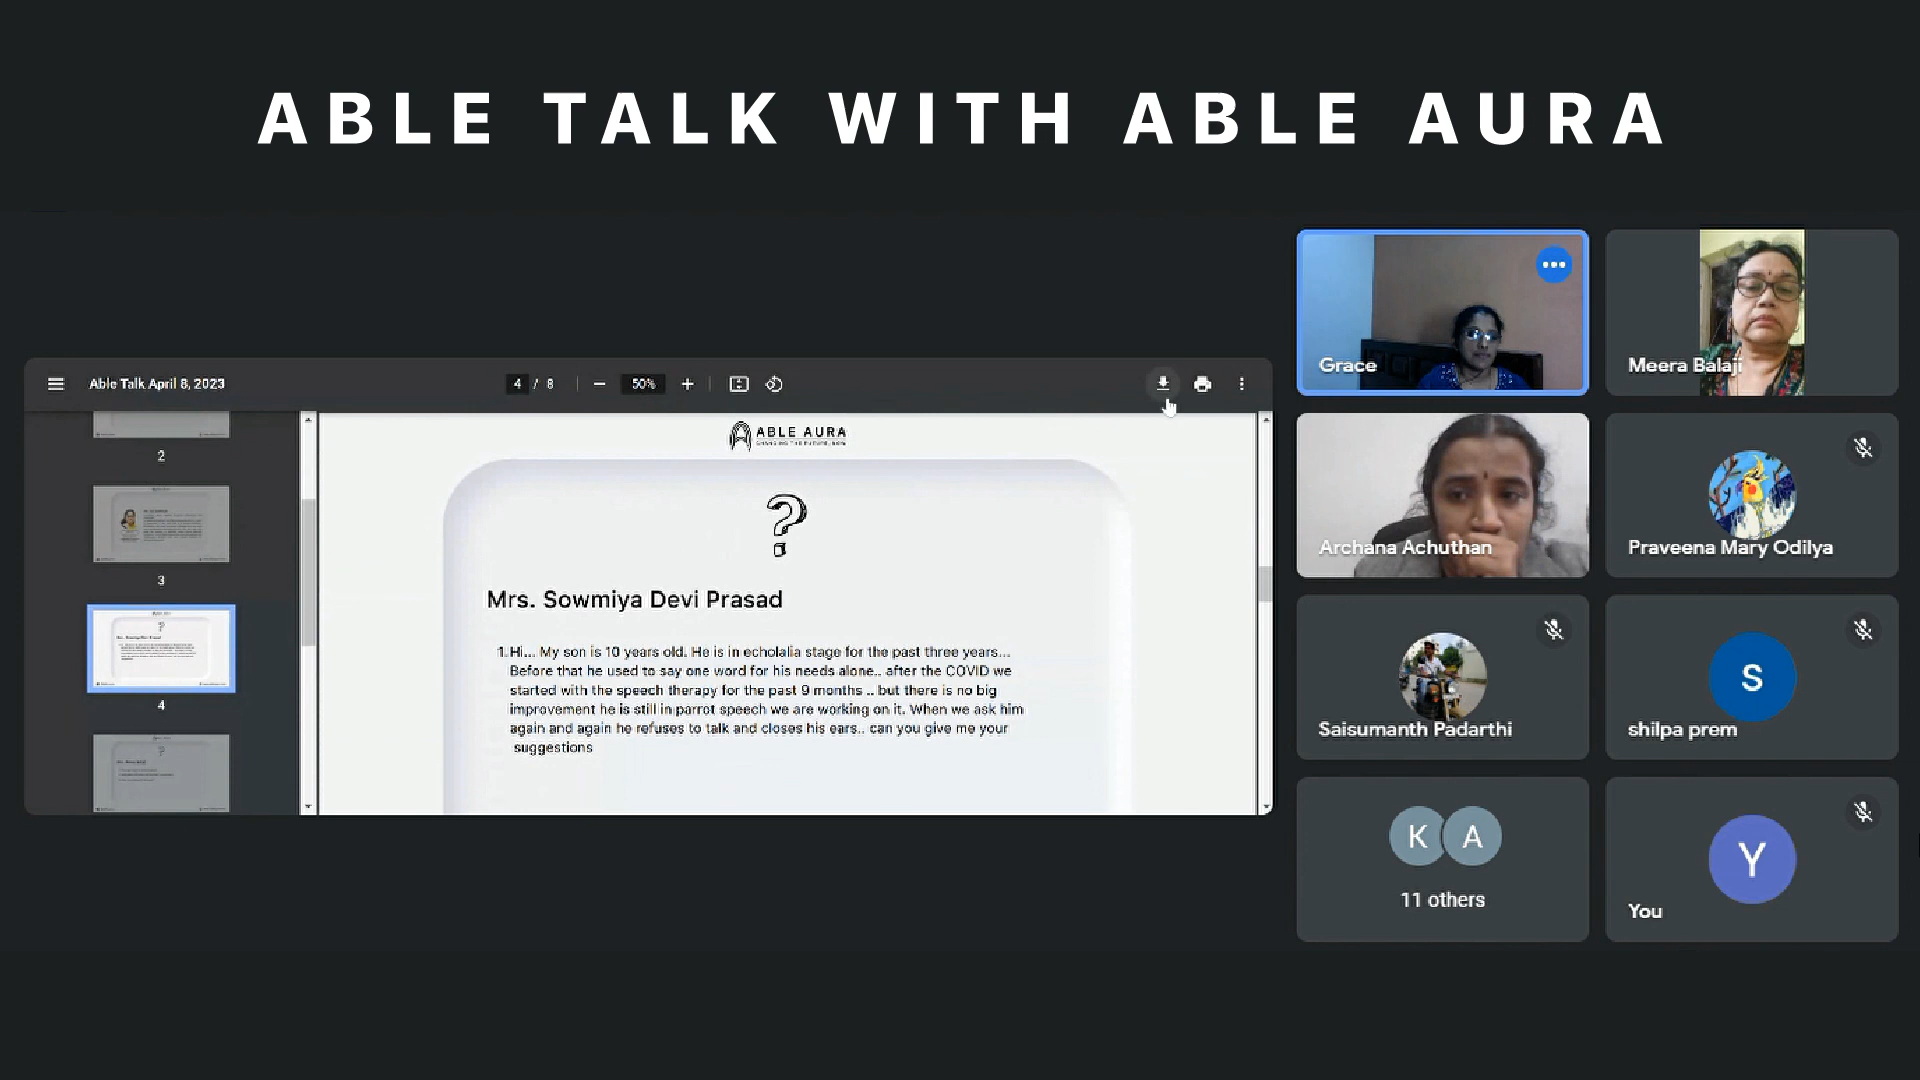 ABLE TALK WITH ABLE AURA
Able Talk April 8, 2023
4 / 8
50%
2
3
4
ABLE AURA
CHANGING THE FUTURE, NOW
?
Mrs. Sowmiya Devi Prasad
1. Hi... My son is 10 years old. He is in echolalia stage for the past three years...
Before that he used to say one word for his needs alone.. after the COVID we
started with the speech therapy for the past 9 months .. but there is no big
improvement he is still in parrot speech we are working on it. When we ask him
again and again he refuses to talk and closes his ears.. can you give me your
suggestions
Grace
Meera Balaji
Archana Achuthan
Praveena Mary Odilya
Saisumanth Padarthi
S
shilpa prem
K A
11 others
Y
You